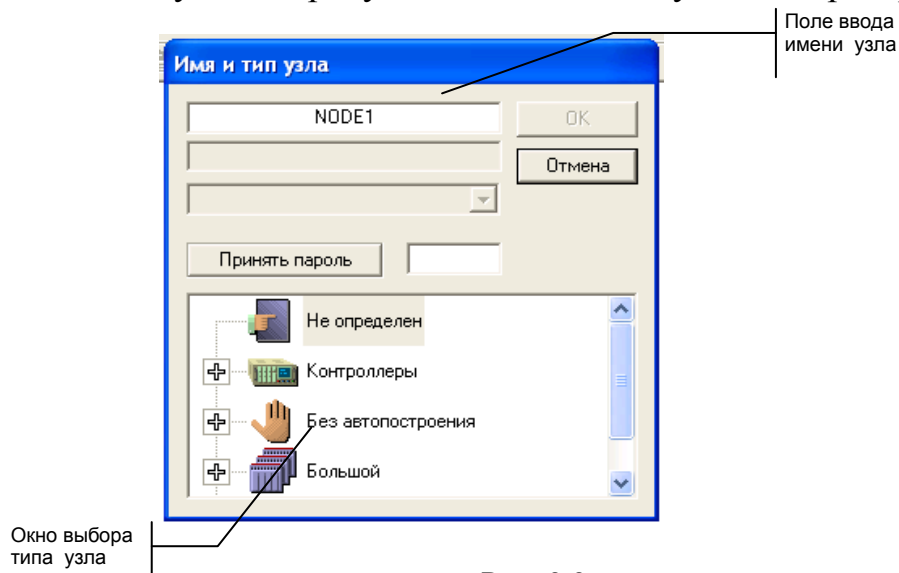 Поле ввода
имени узла
Имя и тип узла
NODE1
OK
Отмена
Принять пароль
Не определен
Контроллеры
Без автопостроения
Большой
Окно выбора
типа узла